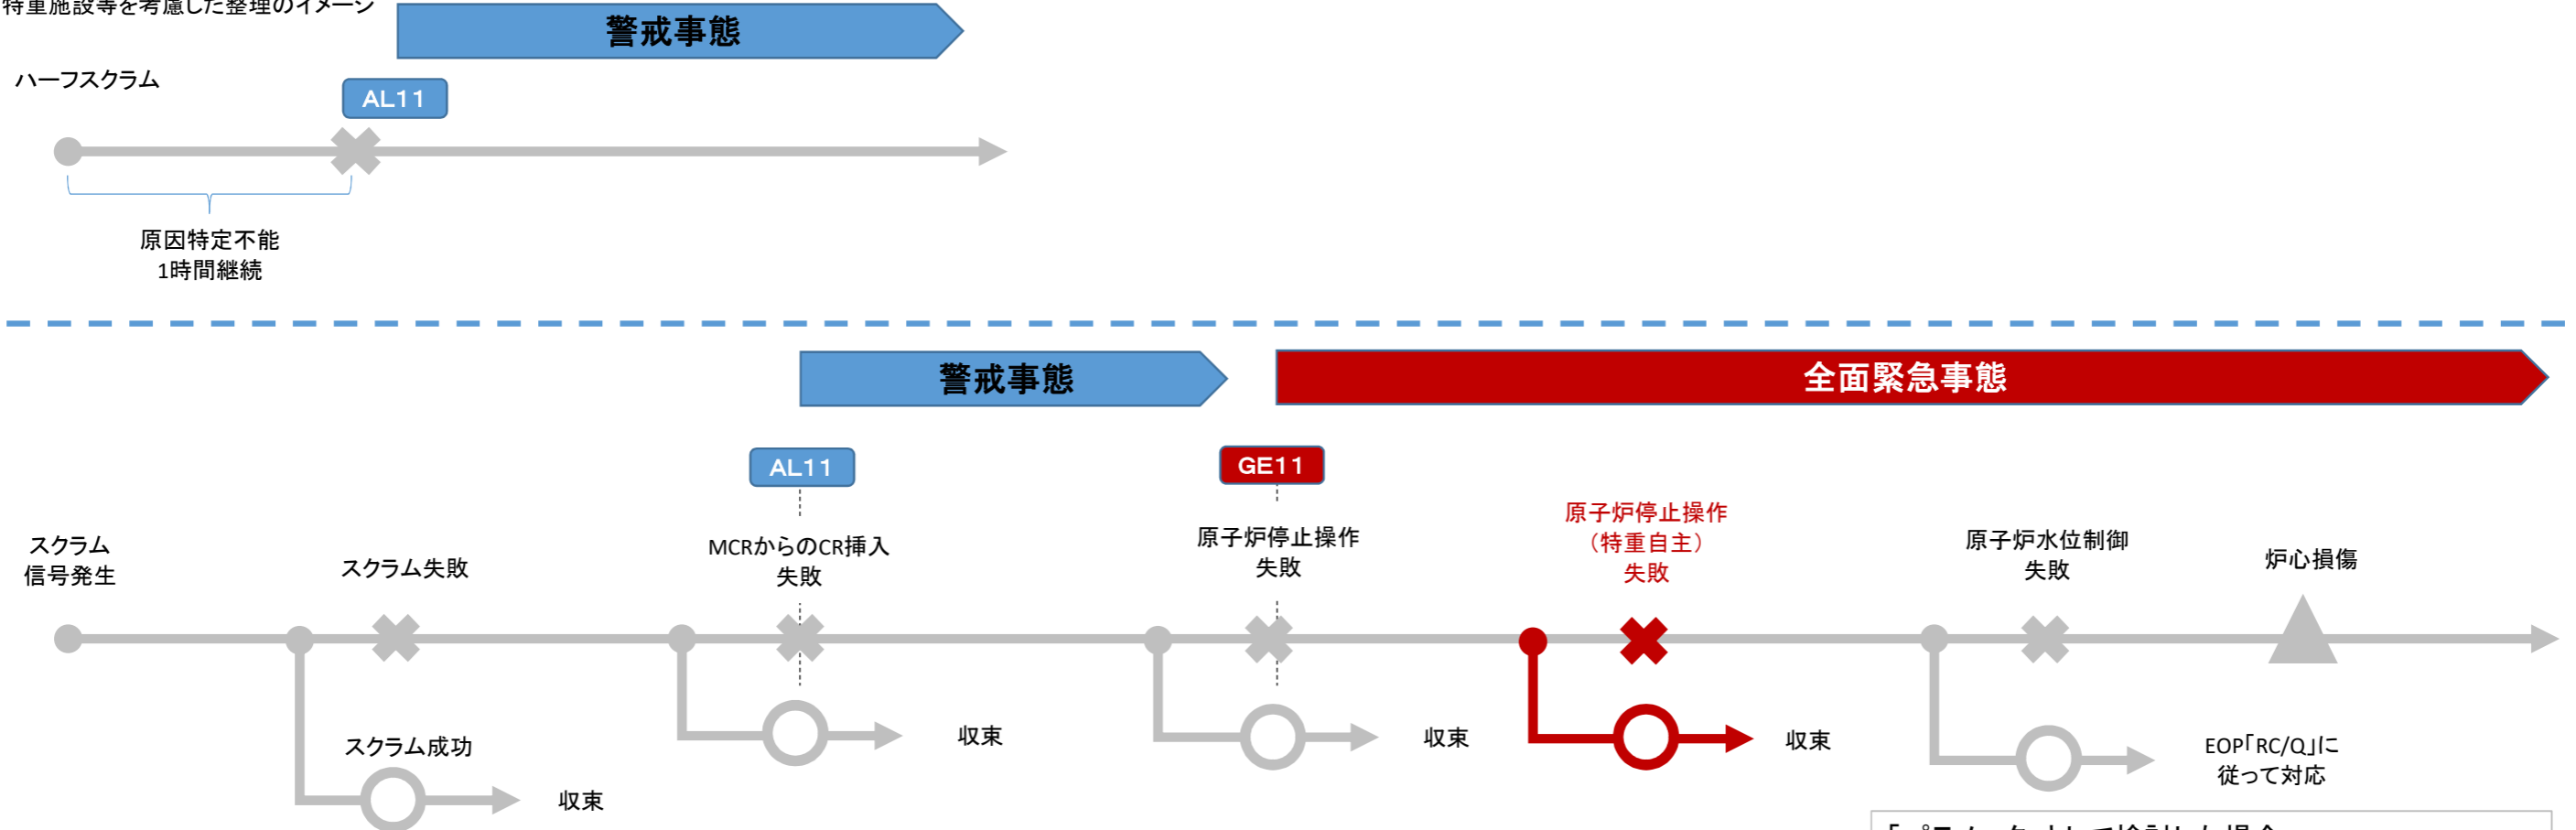 特重施設等を考慮した整理のイメージ
警戒事態
ハーフスクラム
AL11
原因特定不能
1時間継続
警戒事態
全面緊急事態
AL11
GE11
スクラム
信号発生
スクラム失敗
MCRからのCR挿入
失敗
原子炉停止操作
失敗
原子炉停止操作
（特重自主）
失敗
原子炉水位制御
失敗
炉心損傷
スクラム成功
収束
収束
収束
収束
EOP「RC/Q」に
従って対応